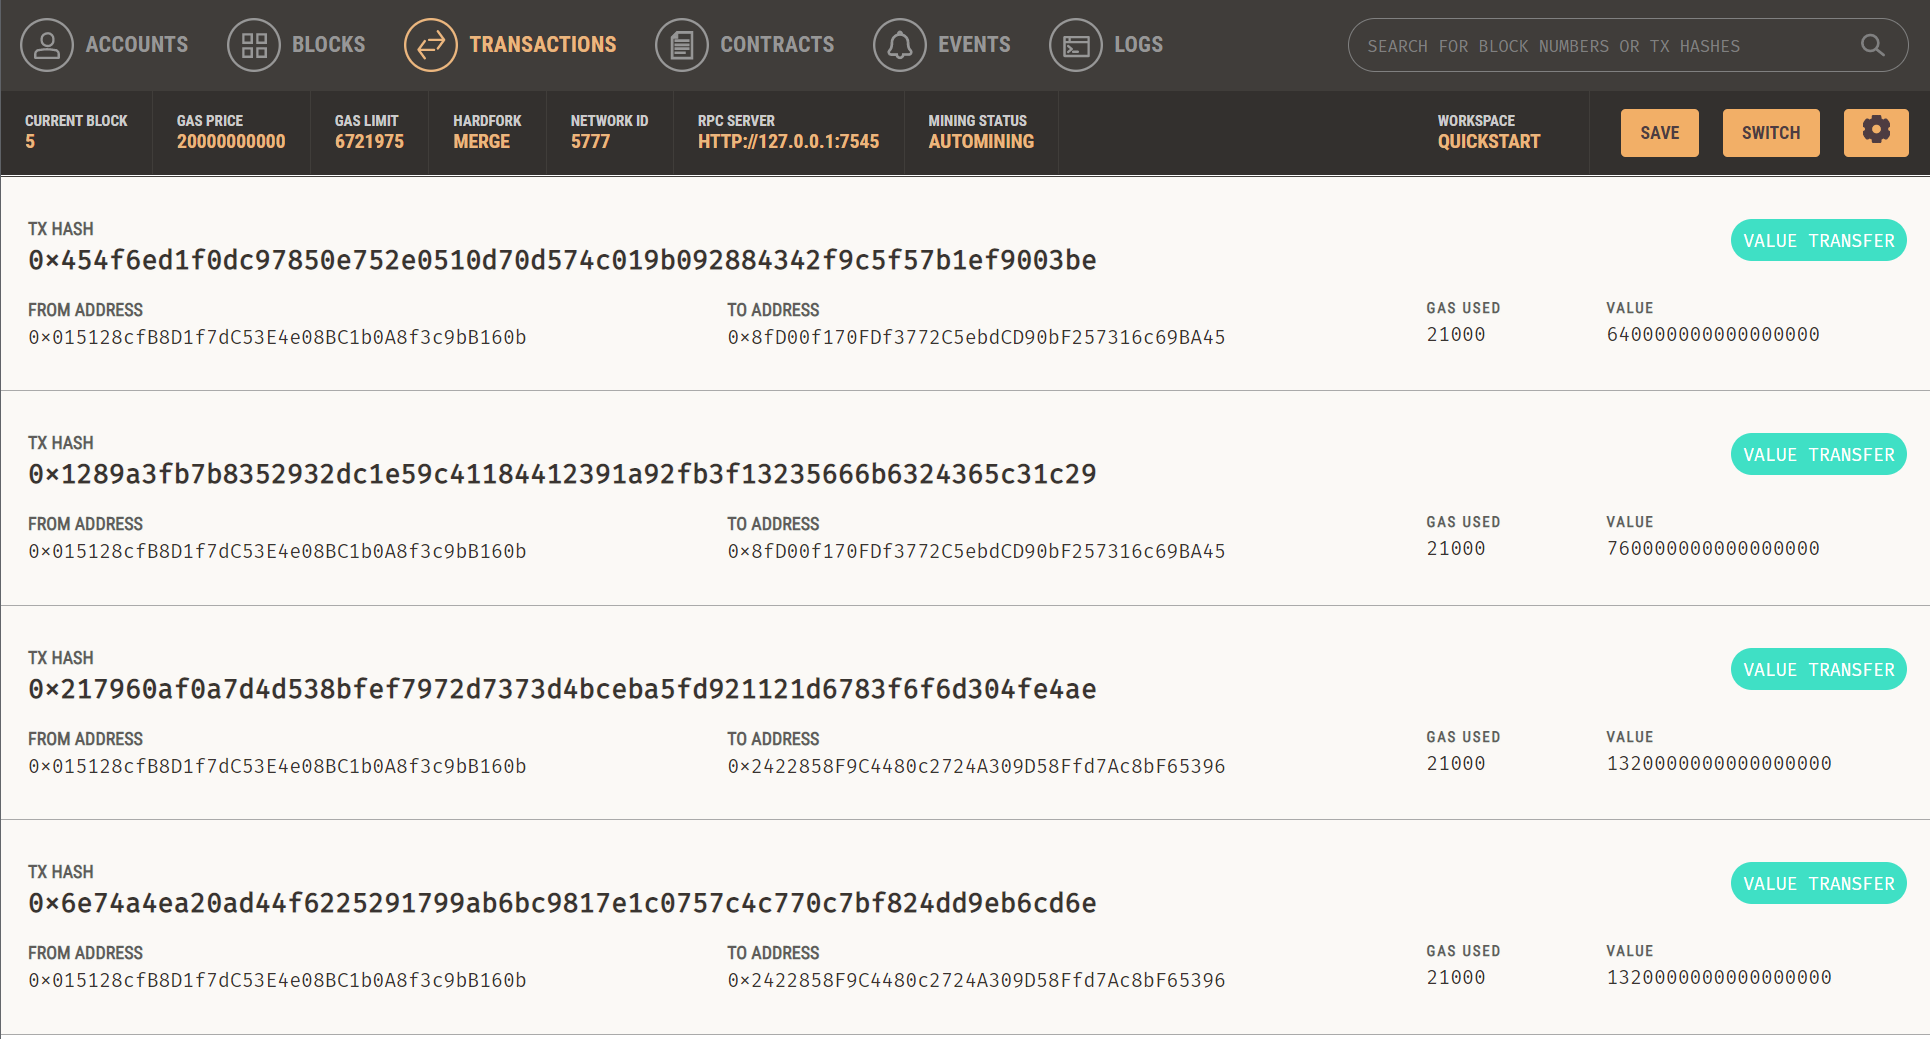 ACCOUNTS BLOCKS TRANSACTIONS CONTRACTS EVENTS LOGS SEARCH FOR BLOCK NUMBERS OR TX HASHES
CURRENT BLOCK GAS PRICE GAS LIMIT HARDFORK NETWORK ID RPC SERVER MINING STATUS WORKSPACE
5 20000000000 6721975 MERGE 5777 HTTP://127.0.0.1:7545 AUTOMINING QUICKSTART SAVE SWITCH
TX HASH
0×454f6ed1f0dc97850e752e0510d70d574c019b092884342f9c5f57b1ef9003be VALUE TRANSFER
FROM ADDRESS TO ADDRESS GAS USED VALUE
0×015128cfB8D1f7dC53E4e08BC1b0A8f3c9bB160b 0×8fD00f170FDf3772C5ebdCD90bF257316c69BA45 21000 640000000000000000
TX HASH
0×1289a3fb7b8352932dc1e59c41184412391a92fb3f13235666b6324365c31c29 VALUE TRANSFER
FROM ADDRESS TO ADDRESS GAS USED VALUE
0×015128cfB8D1f7dC53E4e08BC1b0A8f3c9bB160b 0×8fD00f170FDf3772C5ebdCD90bF257316c69BA45 21000 760000000000000000
TX HASH
0×217960af0a7d4d538bfef7972d7373d4bceba5fd921121d6783f6f6d304fe4ae VALUE TRANSFER
FROM ADDRESS TO ADDRESS GAS USED VALUE
0×015128cfB8D1f7dC53E4e08BC1b0A8f3c9bB160b 0×2422858F9C4480c2724A309D58Ffd7Ac8bF65396 21000 1320000000000000000
TX HASH
0×6e74a4ea20ad44f6225291799ab6bc9817e1c0757c4c770c7bf824dd9eb6cd6e VALUE TRANSFER
FROM ADDRESS TO ADDRESS GAS USED VALUE
0×015128cfB8D1f7dC53E4e08BC1b0A8f3c9bB160b 0×2422858F9C4480c2724A309D58Ffd7Ac8bF65396 21000 1320000000000000000